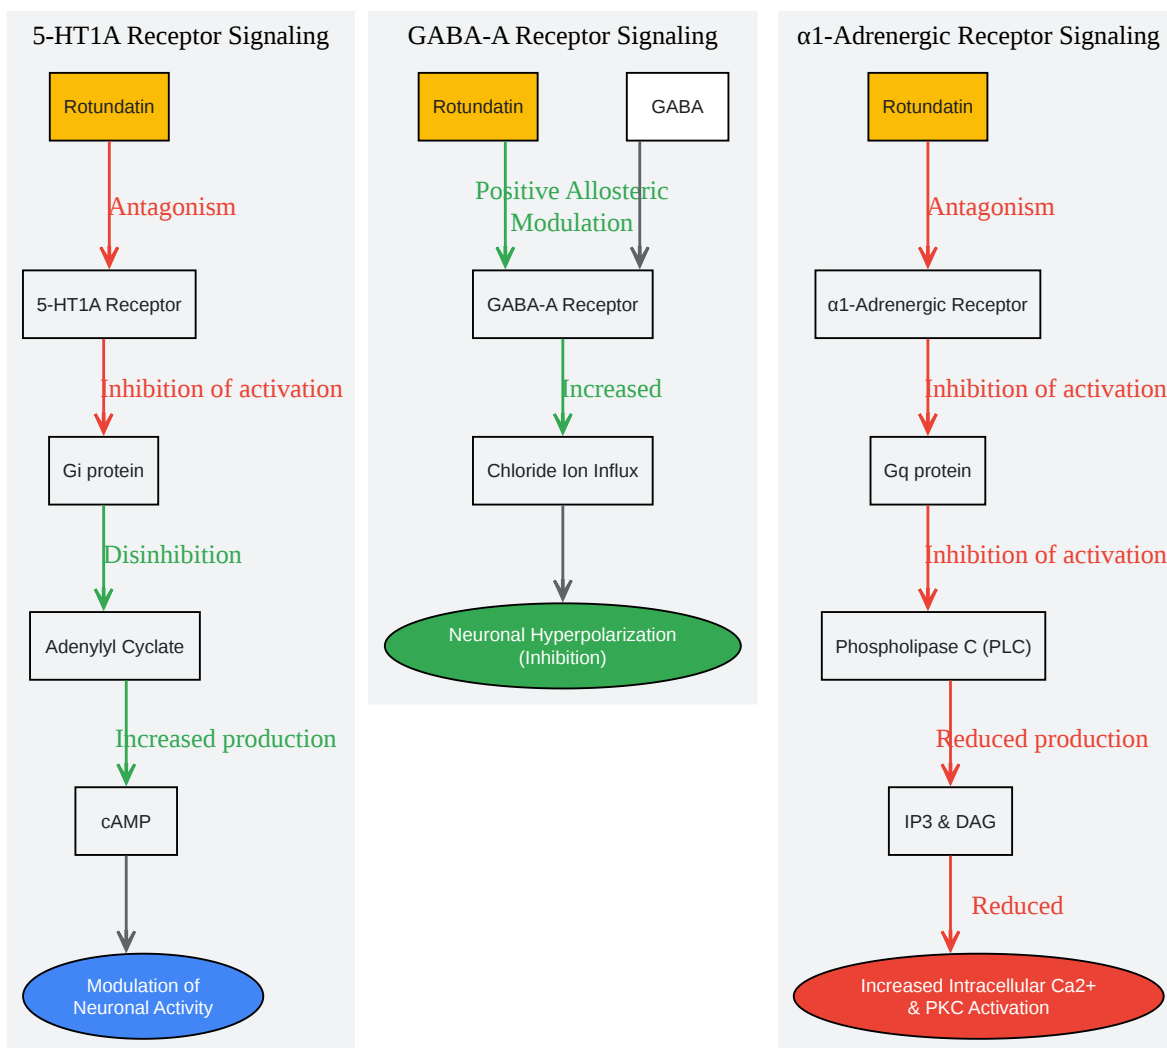 5-HT1A Receptor Signaling
Rotundatin
Antagonism
5-HT1A Receptor
Inhibition of activation
Gi protein
Disinhibition
Adenylyl Cyclate
Increased production
cAMP
Modulation of
Neuronal Activity
GABA-A Receptor Signaling
Rotundatin
GABA
Positive Allosteric
Modulation
GABA-A Receptor
Increased
Chloride Ion Influx
Neuronal Hyperpolarization
(Inhibition)
α1-Adrenergic Receptor Signaling
Rotundatin
Antagonism
α1-Adrenergic Receptor
Inhibition of activation
Gq protein
Inhibition of activation
Phospholipase C (PLC)
Reduced production
IP3 & DAG
Reduced
Increased Intracellular Ca2+
& PKC Activation